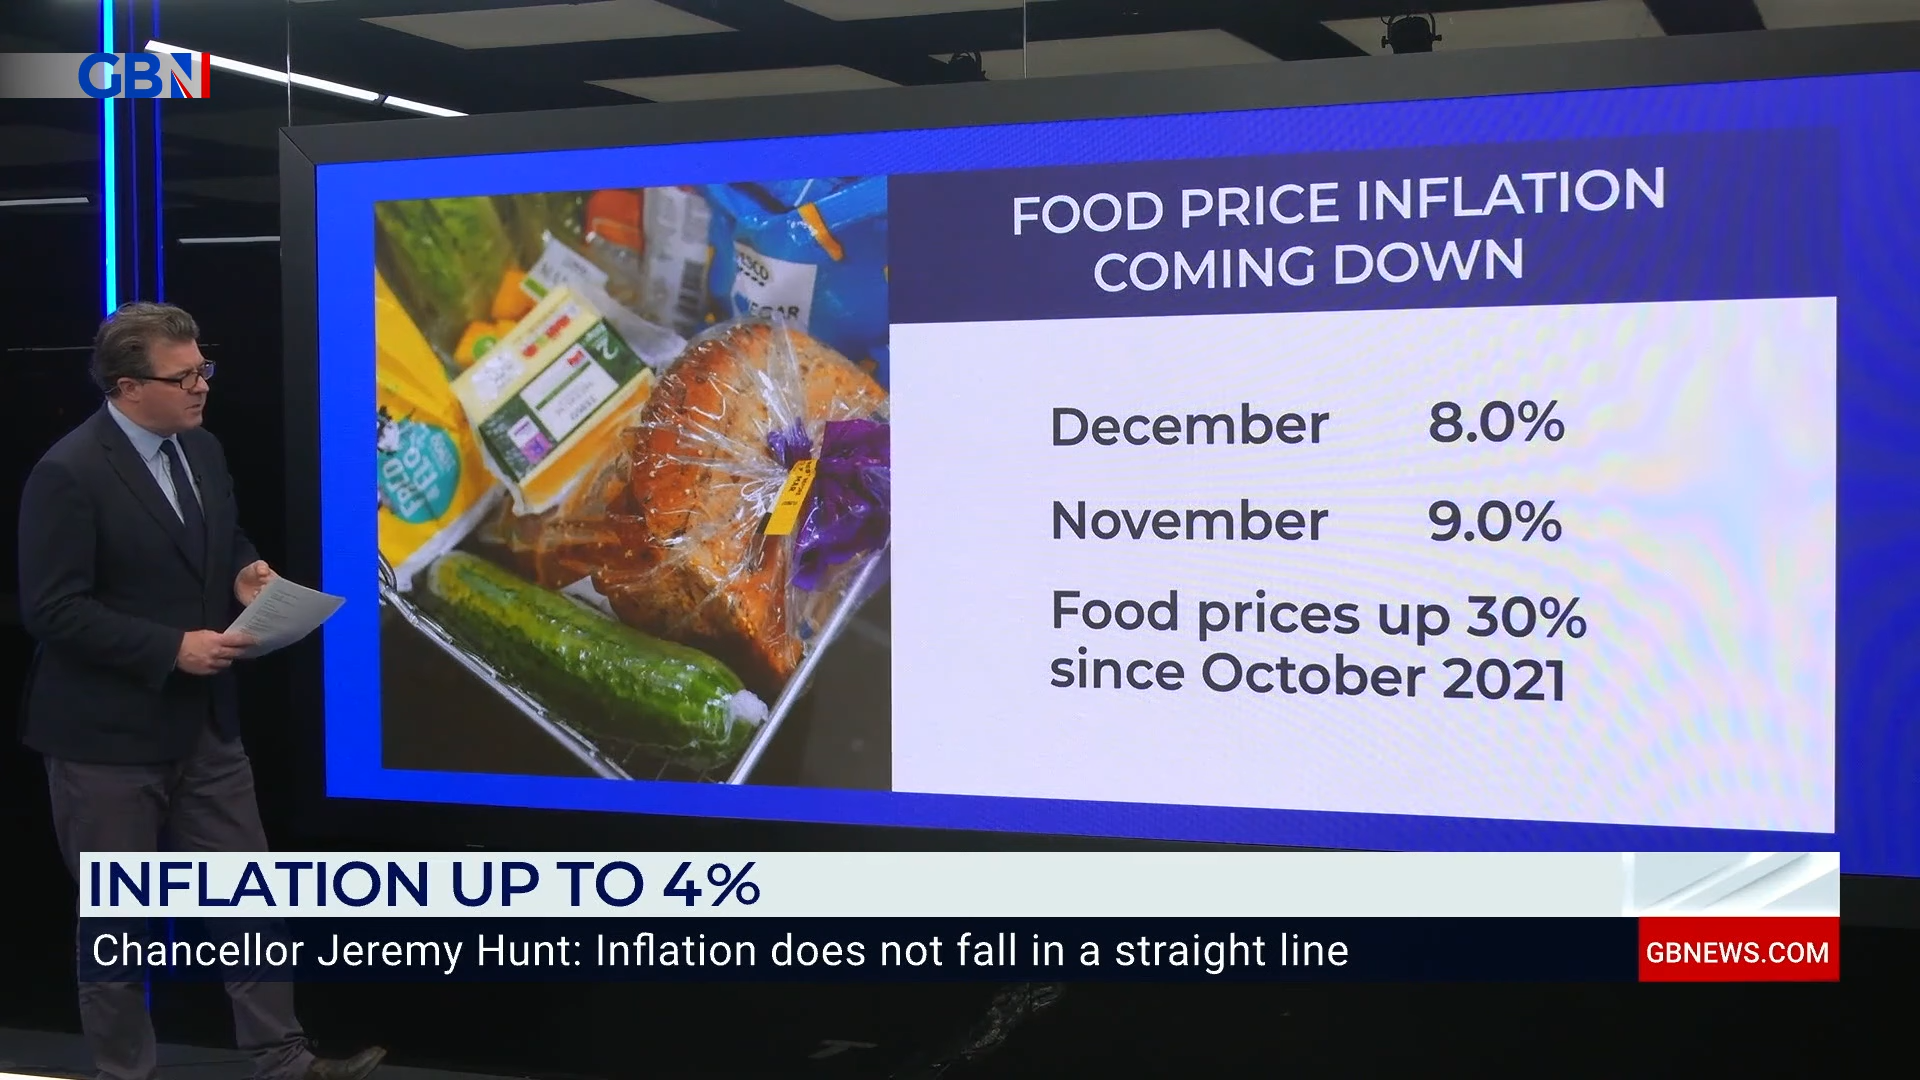 GBN
FOOD PRICE INFLATION
COMING DOWN
December 8.0%
November 9.0%
Food prices up 30%
since October 2021
INFLATION UP TO 4%
Chancellor Jeremy Hunt: Inflation does not fall in a straight line
GBNEWS.COM